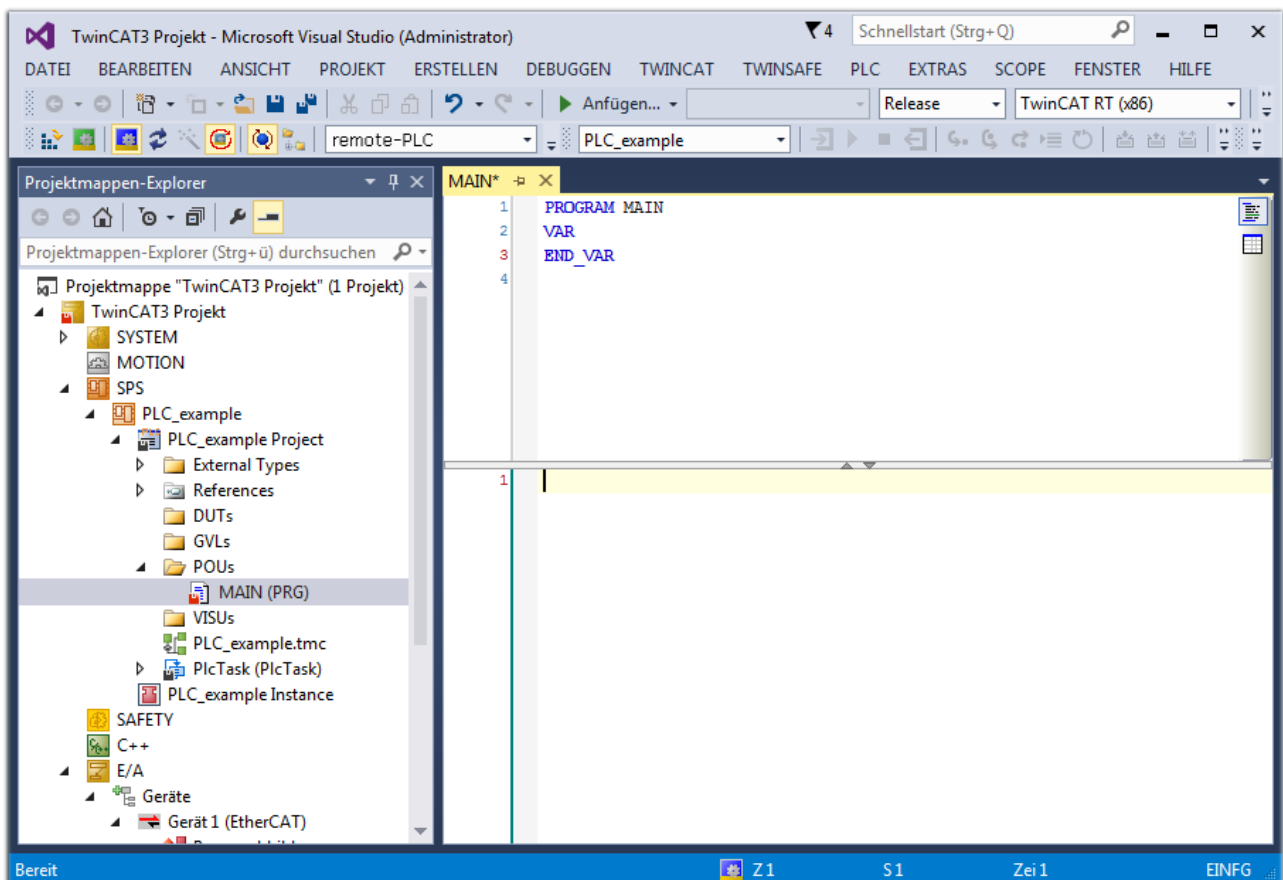 TwinCAT3 Projekt - Microsoft Visual Studio (Administrator) 4 Schnellstart (Strg+Q)
DATEI BEARBEITEN ANSICHT PROJEKT ERSTELLEN DEBUGGEN TWINCAT TWINSAFE PLC EXTRAS SCOPE FENSTER HILFE
Anfügen... Release TwinCAT RT (x86)
remote-PLC PLC_example
Projektmappen-Explorer
Projektmappen-Explorer (Strg+ü) durchsuchen
Projektmappe "TwinCAT3 Projekt" (1 Projekt)
TwinCAT3 Projekt
SYSTEM
MOTION
SPS
PLC_example
PLC_example Project
External Types
References
DUTs
GVLs
POUs
MAIN (PRG)
VISUs
PLC_example.tmc
PlcTask (PlcTask)
PLC_example Instance
SAFETY
C++
E/A
Geräte
Gerät 1 (EtherCAT)
MAIN*
1 PROGRAM MAIN
2 VAR
3 END_VAR
4
1
Bereit Z 1 S 1 Zei 1 EINFG